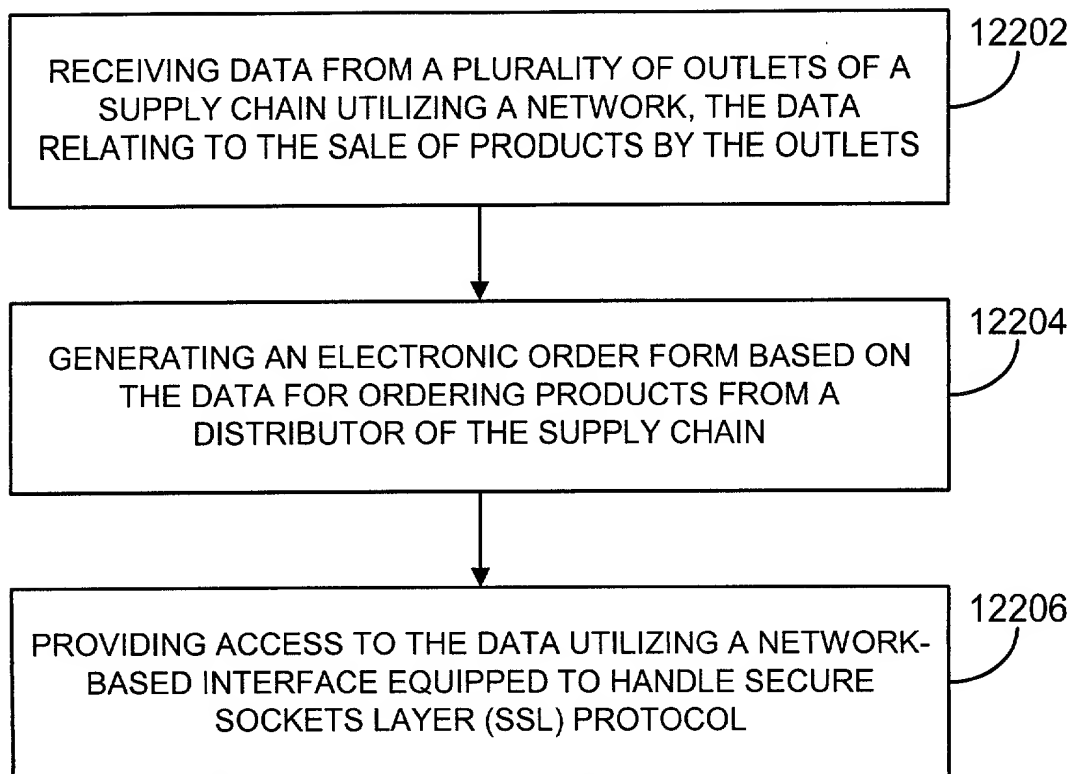 12202
RECEIVING DATA FROM A PLURALITY OF OUTLETS OF A
SUPPLY CHAIN UTILIZING A NETWORK, THE DATA
RELATING TO THE SALE OF PRODUCTS BY THE OUTLETS
12204
GENERATING AN ELECTRONIC ORDER FORM BASED ON
THE DATA FOR ORDERING PRODUCTS FROM A
DISTRIBUTOR OF THE SUPPLY CHAIN
12206
PROVIDING ACCESS TO THE DATA UTILIZING A NETWORK-
BASED INTERFACE EQUIPPED TO HANDLE SECURE
SOCKETS LAYER (SSL) PROTOCOL